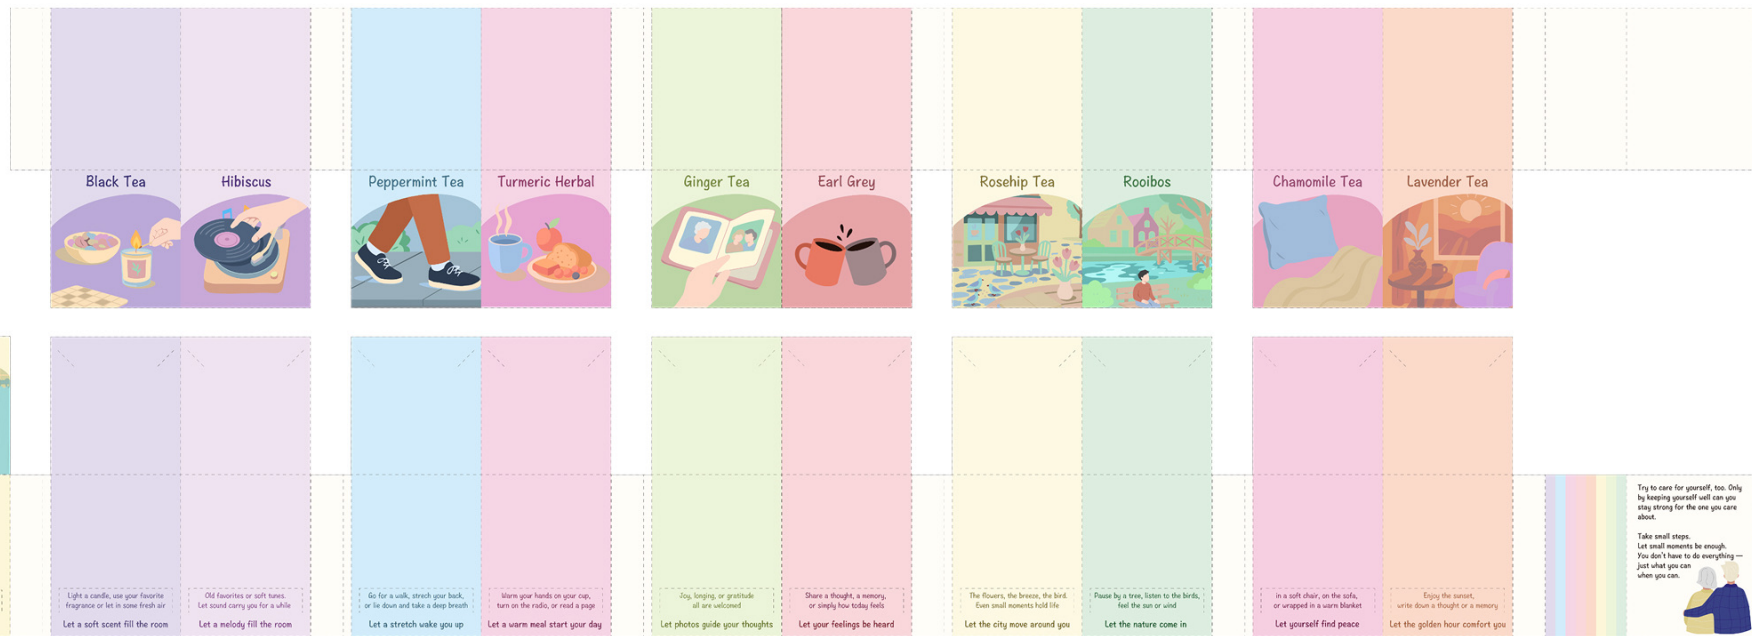 Black Tea
Hibiscus
Peppermint Tea
Turmeric Herbal
Ginger Tea
Earl Grey
Rosehip Tea
Rooibos
Chamomile Tea
Lavender Tea
Try to care for yourself, too. Only
by keeping yourself well can you
stay strong for the one you care
about.
Take small steps.
Let small moments be enough.
You don't have to do everything —
just what you can
when you can.
Light a candle, use your favorite
fragrance or let in some fresh air
Let a soft scent fill the room
Old favorites or soft tunes.
Let sound carry you for a while
Let a melody fill the room
Go for a walk, strech your back,
or lie down and take a deep breath
Let a stretch wake you up
Warm your hands on your cup,
turn on the radio, or read a page
Let a warm meal start your day
Joy, longing, or gratitude
all are welcomed
Let photos guide your thoughts
Share a thought, a memory,
or simply how today feels
Let your feelings be heard
The flowers, the breeze, the bird.
Even small moments hold life
Let the city move around you
Pause by a tree, listen to the birds,
feel the sun or wind
Let the nature come in
in a soft chair, on the sofa,
or wrapped in a warm blanket
Let yourself find peace
Enjoy the sunset,
write down a thought or a memory
Let the golden hour comfort you